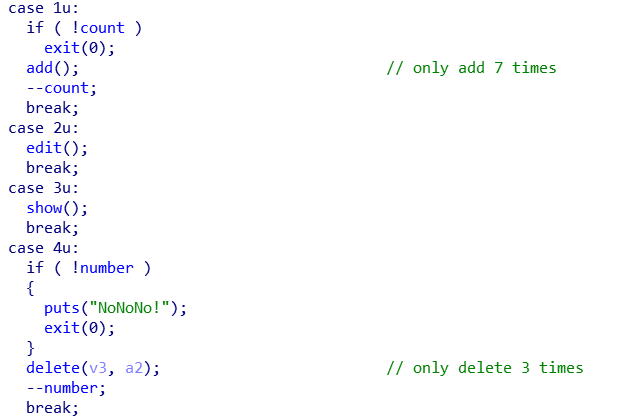 case 1u:
if ( !count )
exit(0);
add(); // only add 7 times
--count;
break;
case 2u:
edit();
break;
case 3u:
show();
break;
case 4u:
if ( !number )
{
puts("NoNoNo!");
exit(0);
}
delete(v3, a2); // only delete 3 times
--number;
break;